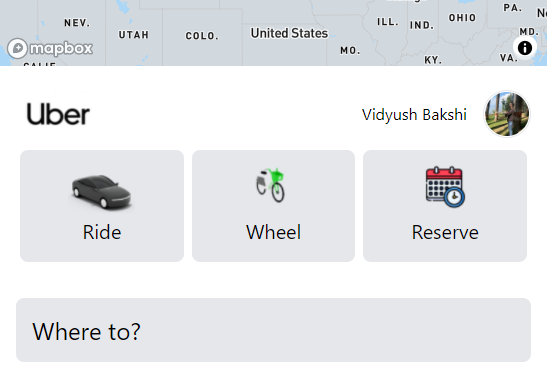 NEV.
UTAH
COLO.
United States
MO.
ILL.
IND.
OHIO
KY.
PA.
MD.
VA.
CALIF.
mapbox
Uber
Vidyush Bakshi
Ride
Wheel
Reserve
Where to?